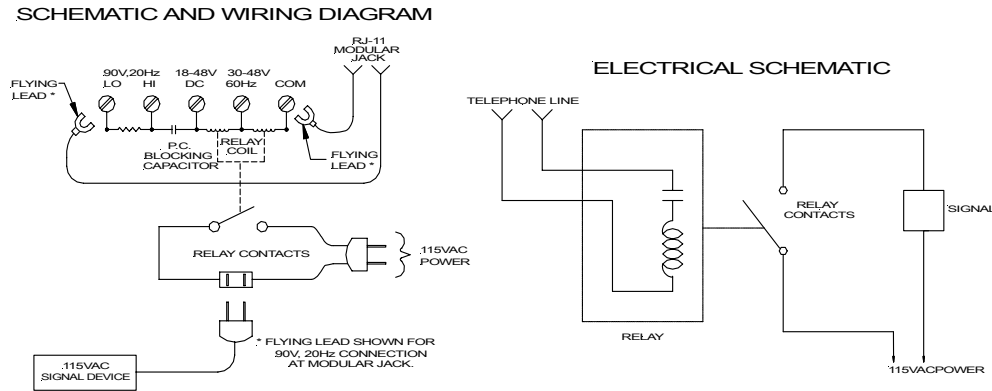 SCHEMATIC AND WIRING DIAGRAM
RJ-11
MODULAR
JACK
FLYING
LEAD *
90V,20Hz
LO HI
18-48V
DC
30-48V
60Hz
COM
P.C.
BLOCKING
CAPACITOR
RELAY
COIL
FLYING
LEAD *
RELAY CONTACTS
115VAC
POWER
* FLYING LEAD SHOWN FOR
90V, 20Hz CONNECTION
AT MODULAR JACK.
115VAC
SIGNAL DEVICE
ELECTRICAL SCHEMATIC
TELEPHONE LINE
RELAY
CONTACTS
SIGNAL
RELAY
115VACPOWER